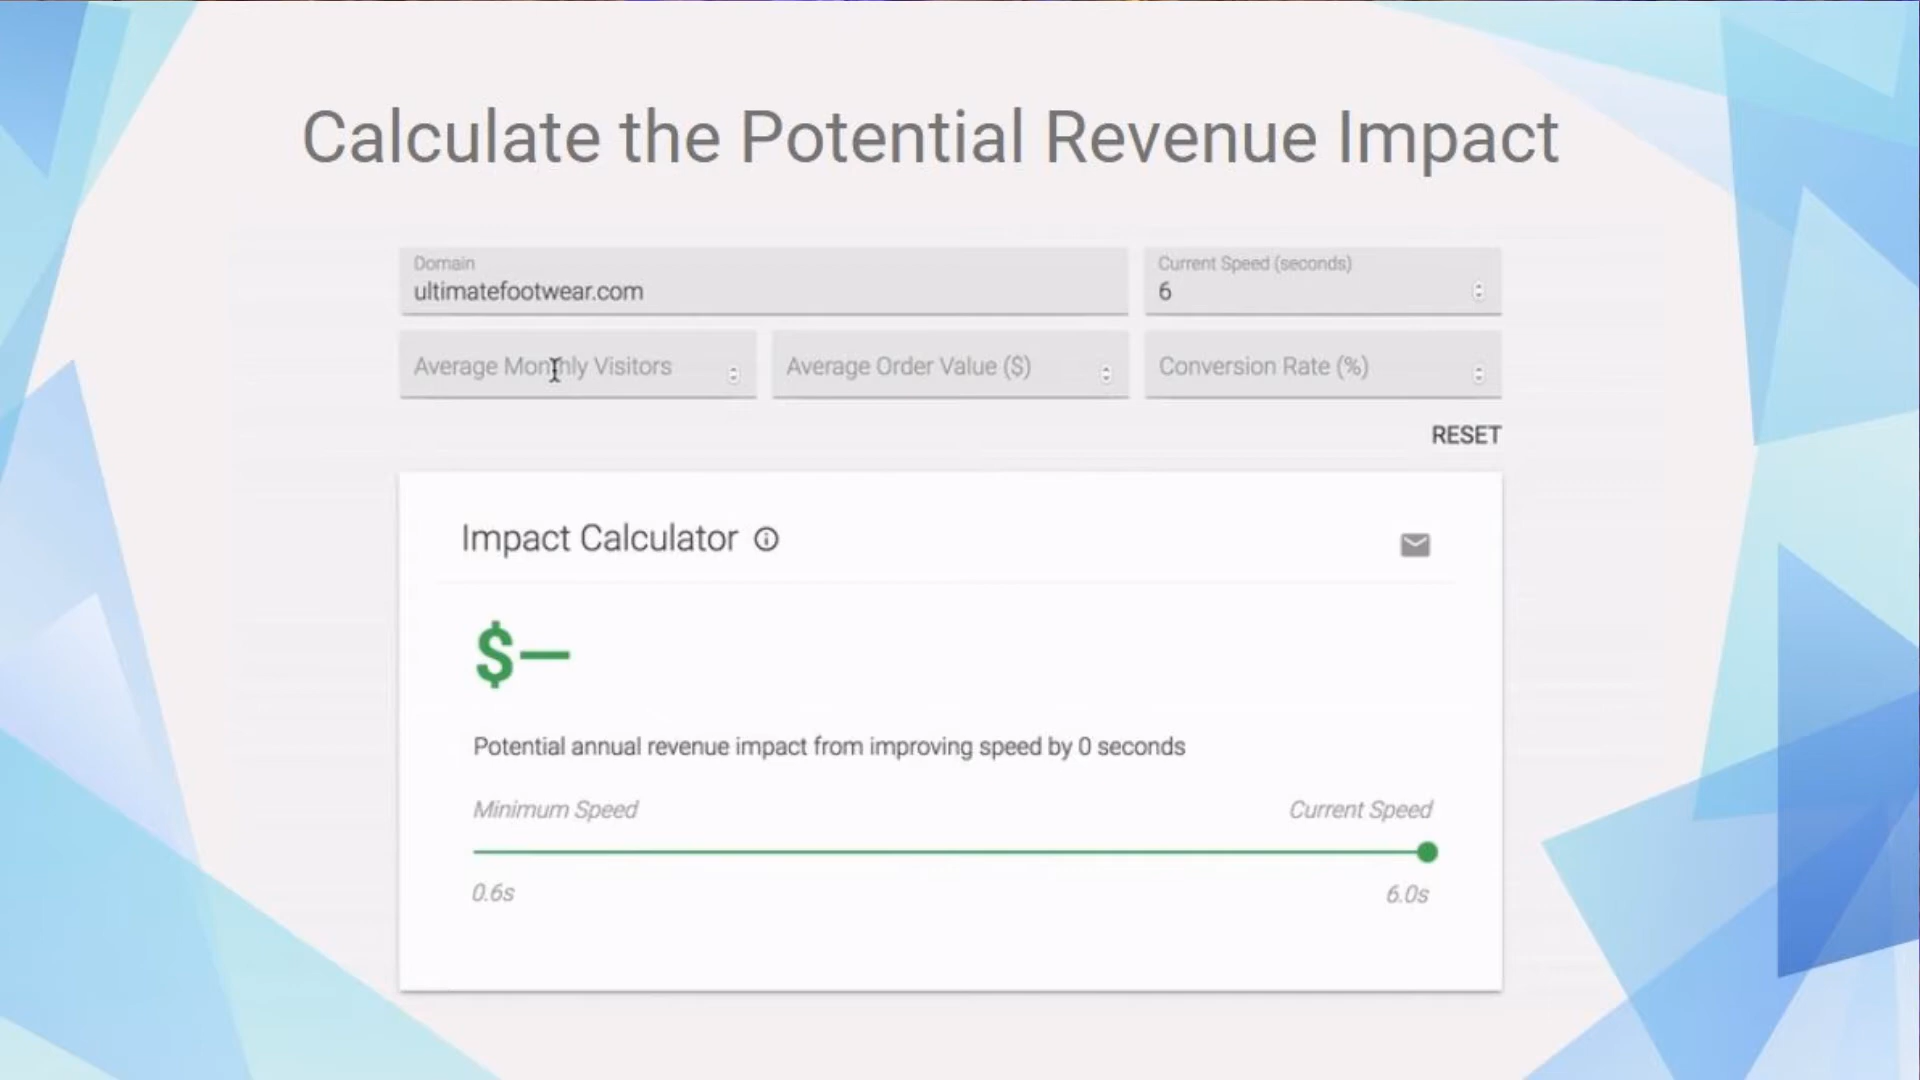 Calculate the Potential Revenue Impact
Domain
ultimatefootwear.com
Current Speed (seconds)
6
Average Monthly Visitors
Average Order Value ($)
Conversion Rate (%)
RESET
Impact Calculator
$–
Potential annual revenue impact from improving speed by 0 seconds
Minimum Speed
Current Speed
0.6s
6.0s